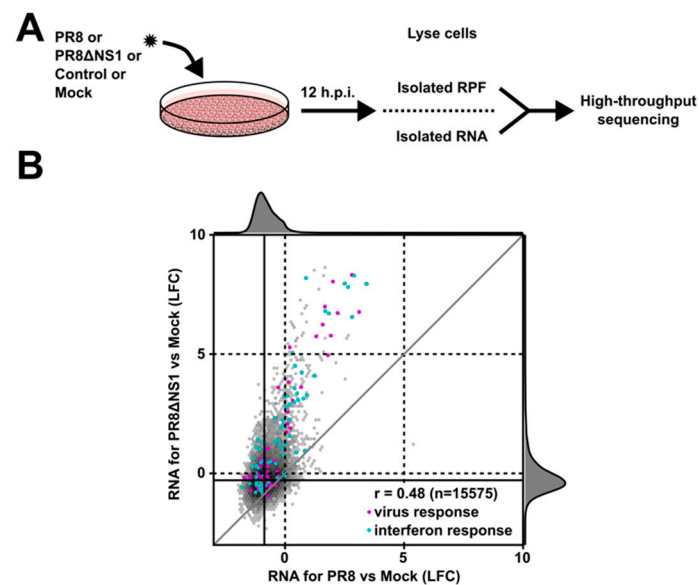 A
PR8 or
PR8ΔNS1 or
Control or
Mock
12 h.p.i.
Lyse cells
Isolated RPF
Isolated RNA
High-throughput
sequencing
B
RNA for PR8ΔNS1 vs Mock (LFC)
10
5
0
r = 0.48 (n=15575)
virus response
interferon response
0
5
10
RNA for PR8 vs Mock (LFC)